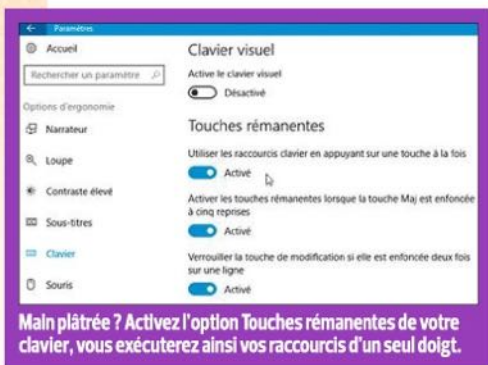 Paramètres
Accueil
Rechercher un paramètre
Options d'ergonomie
Narrateur
Loupe
Contraste élevé
Sous-titres
Clavier
Souris
Clavier visuel
Active le clavier visuel
Désactivé
Touches rémanentes
Utiliser les raccourcis clavier en appuyant sur une touche à la fois
Activé
Activer les touches rémanentes lorsque la touche Maj est enfoncée
à cinq reprises
Activé
Verrouiller la touche de modification si elle est enfoncée deux fois
sur une ligne
Activé
Main plâtrée ? Activez l'option Touches rémanentes de votre
clavier, vous exécuterez ainsi vos raccourcis d'un seul doigt.